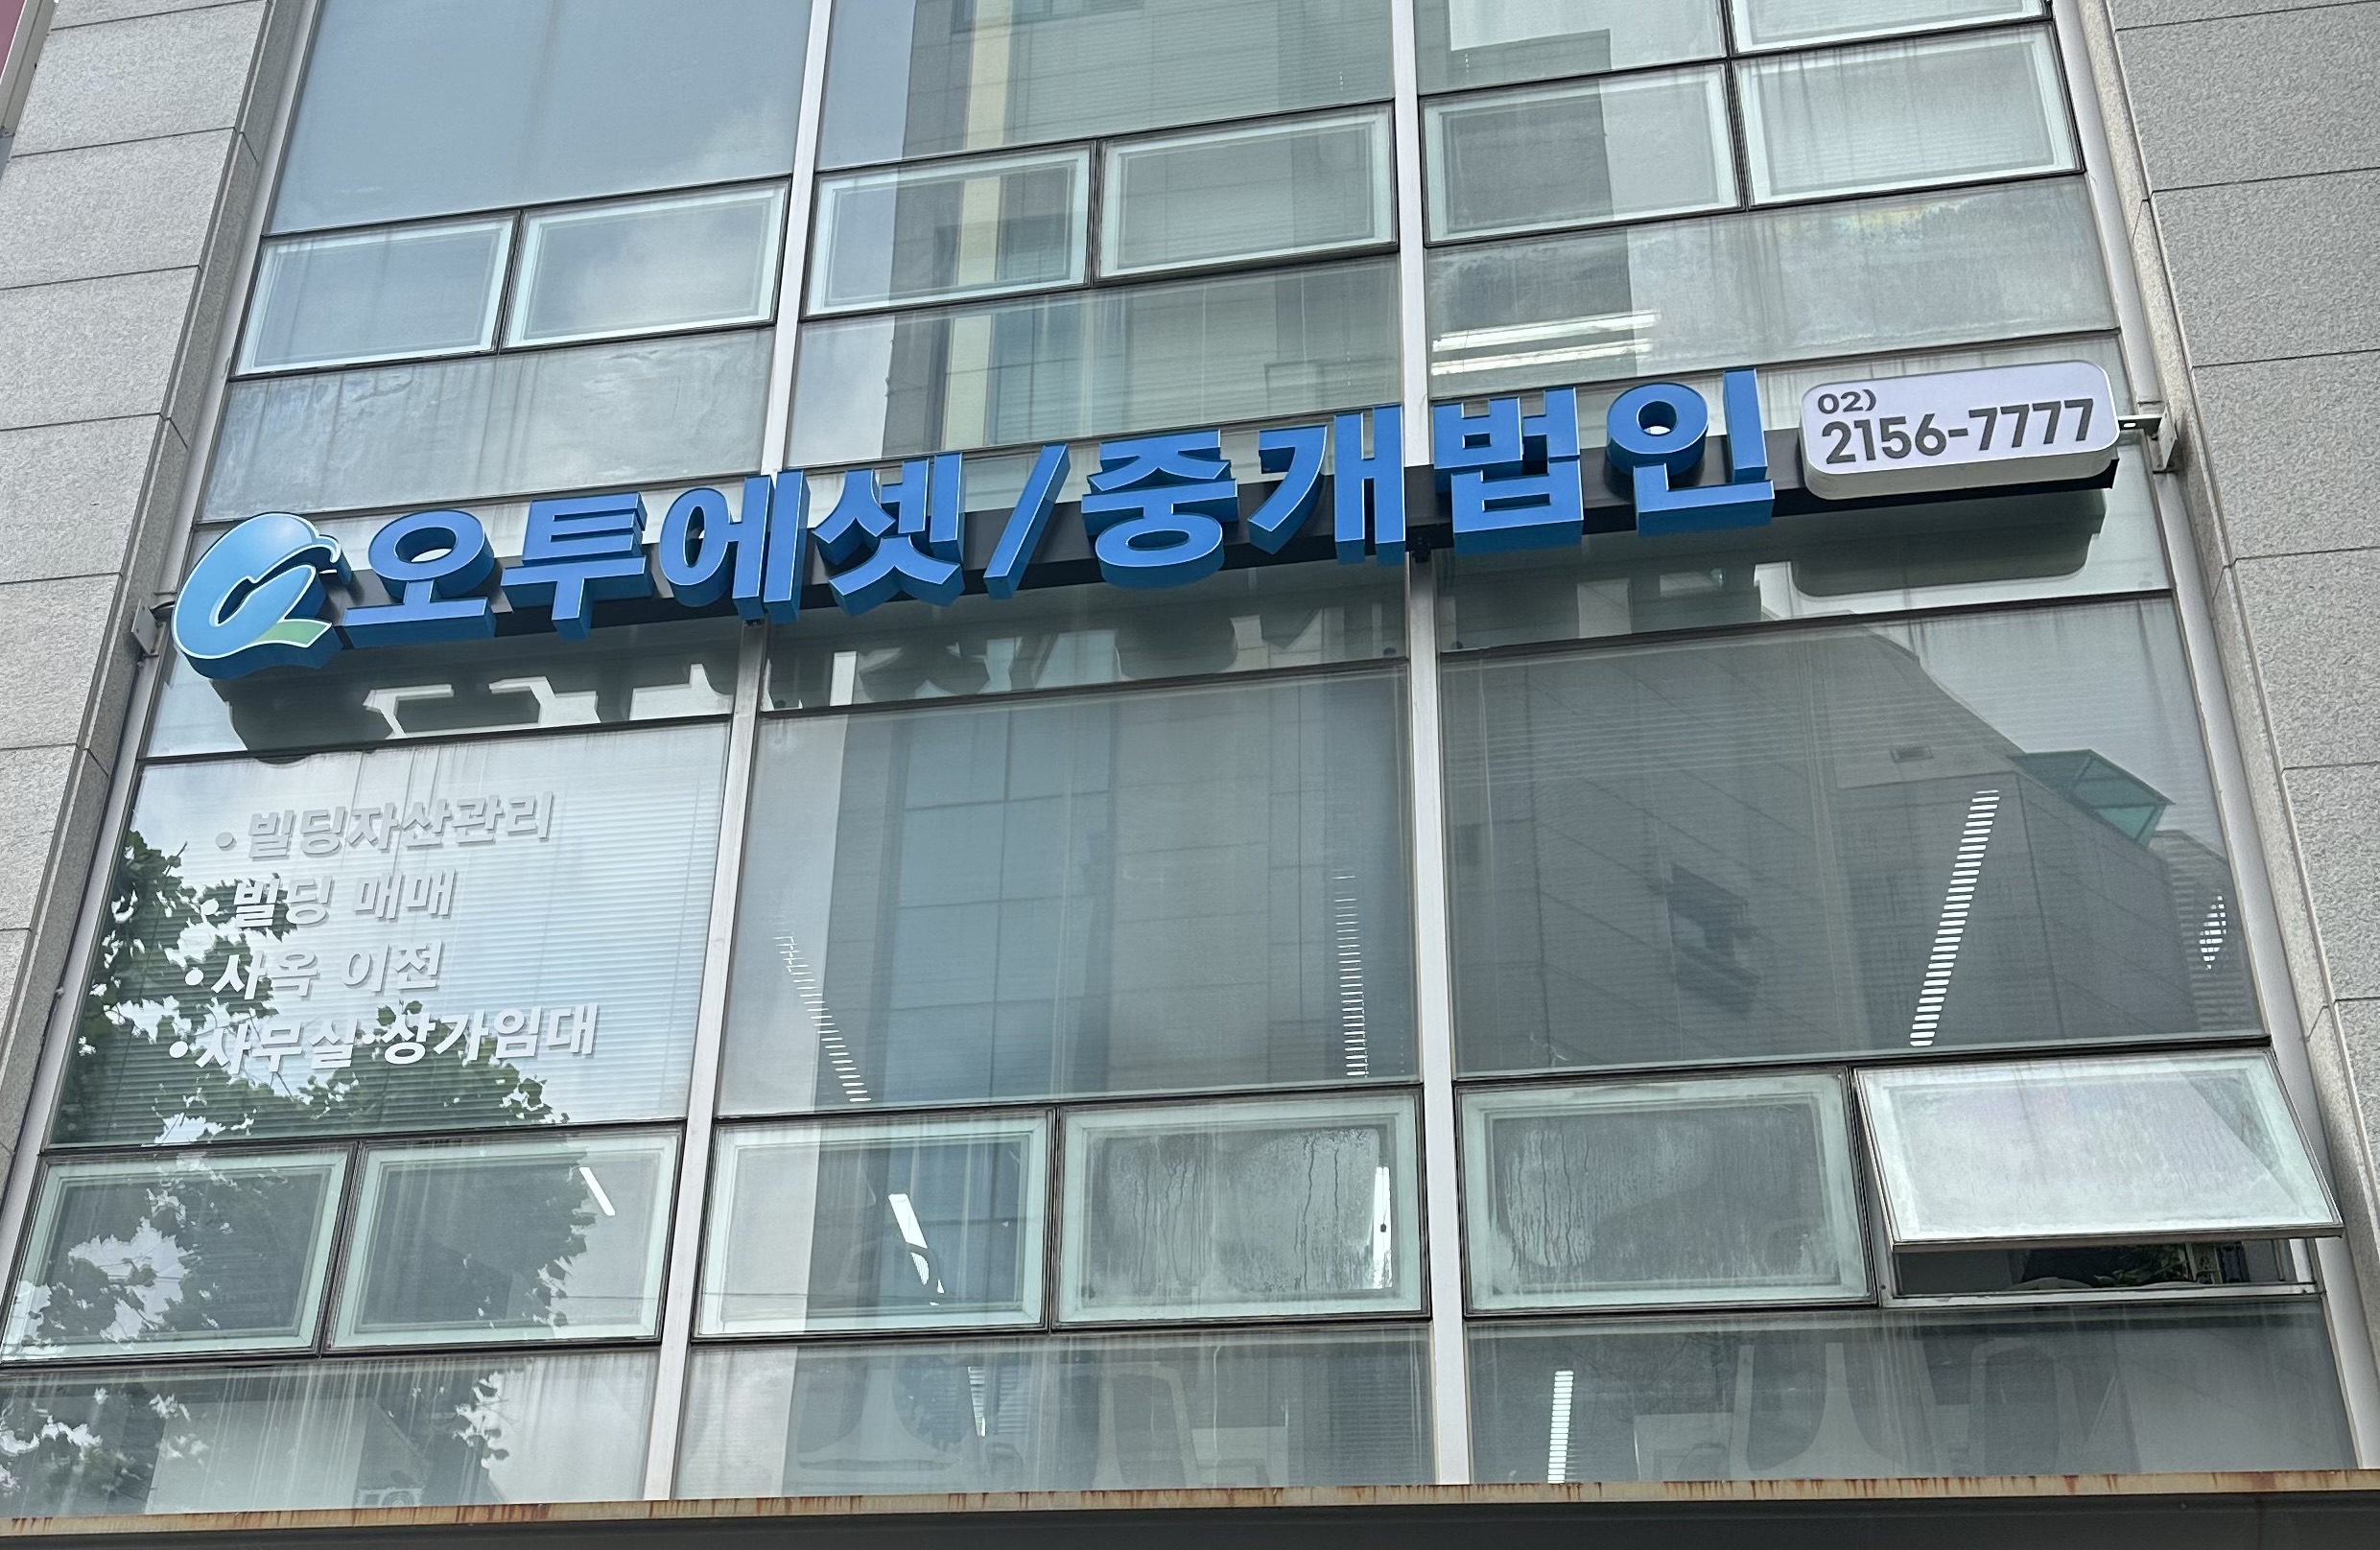 오투에셋/중개법인
02)
2156-7777
• 빌딩자산관리
• 빌딩 매매
• 사옥 이전
• 사무실·상가임대